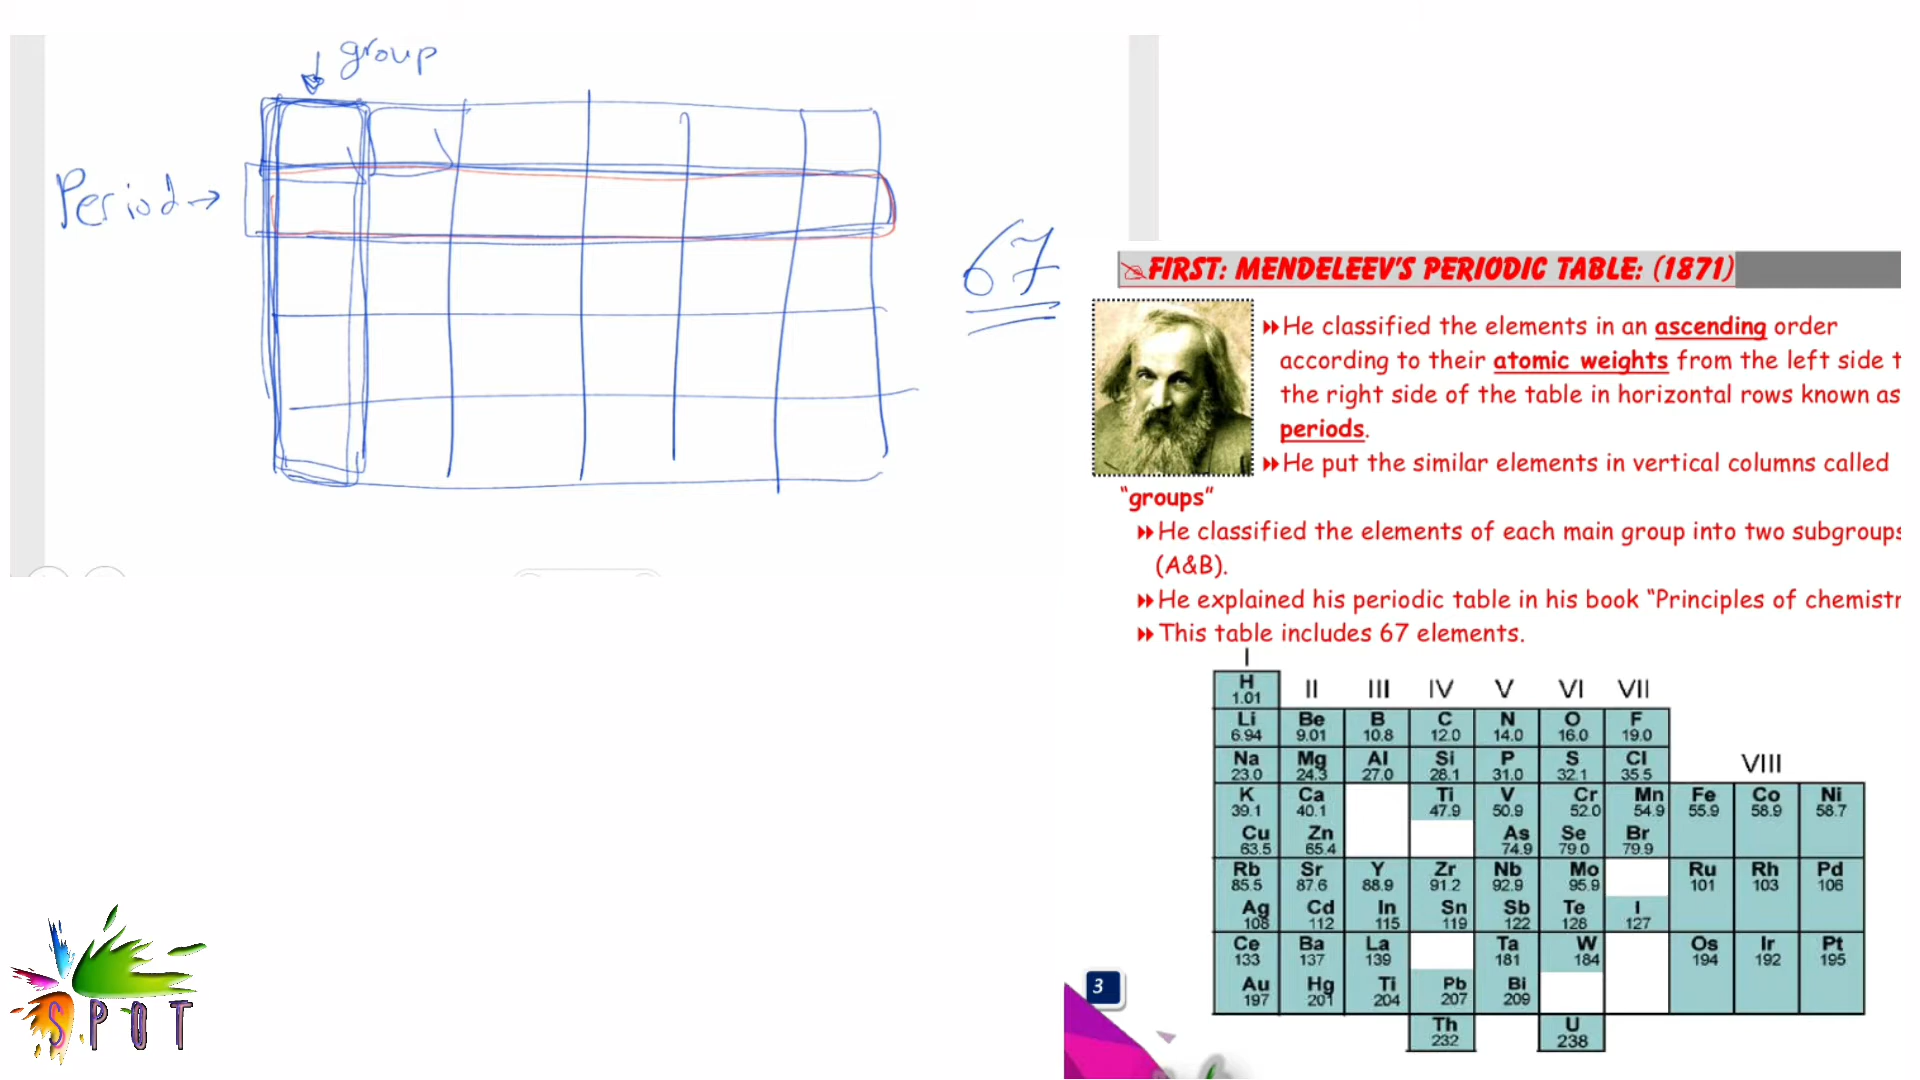 group
Period→
67
FIRST: MENDELEEV'S PERIODIC TABLE: (1871)
He classified the elements in an ascending order
according to their atomic weights from the left side t
the right side of the table in horizontal rows known as
periods.
He put the similar elements in vertical columns called
"groups"
He classified the elements of each main group into two subgroups
(A&B).
He explained his periodic table in his book "Principles of chemistr
This table includes 67 elements.
I
H II III IV V VI VII
1.01
Li Be B C N O F
6.94 9.01 10.8 12.0 14.0 16.0 19.0
Na Mg Al Si P S Cl VIII
23.0 24.3 27.0 28.1 31.0 32.1 35.5
K Ca Ti V Cr Mn Fe Co Ni
39.1 40.1 47.9 50.9 52.0 54.9 55.9 58.9 58.7
Cu Zn As Se Br
63.5 65.4 74.9 79.0 79.9
Rb Sr Y Zr Nb Mo Ru Rh Pd
85.5 87.6 88.9 91.2 92.9 95.9 101 103 106
Ag Cd In Sn Sb Te I
108 112 115 119 122 128 127
Ce Ba La Ta W Os Ir Pt
133 137 139 181 184 194 192 195
Au Hg Ti Pb Bi
197 201 204 207 209
Th U
232 238
3
SPOT